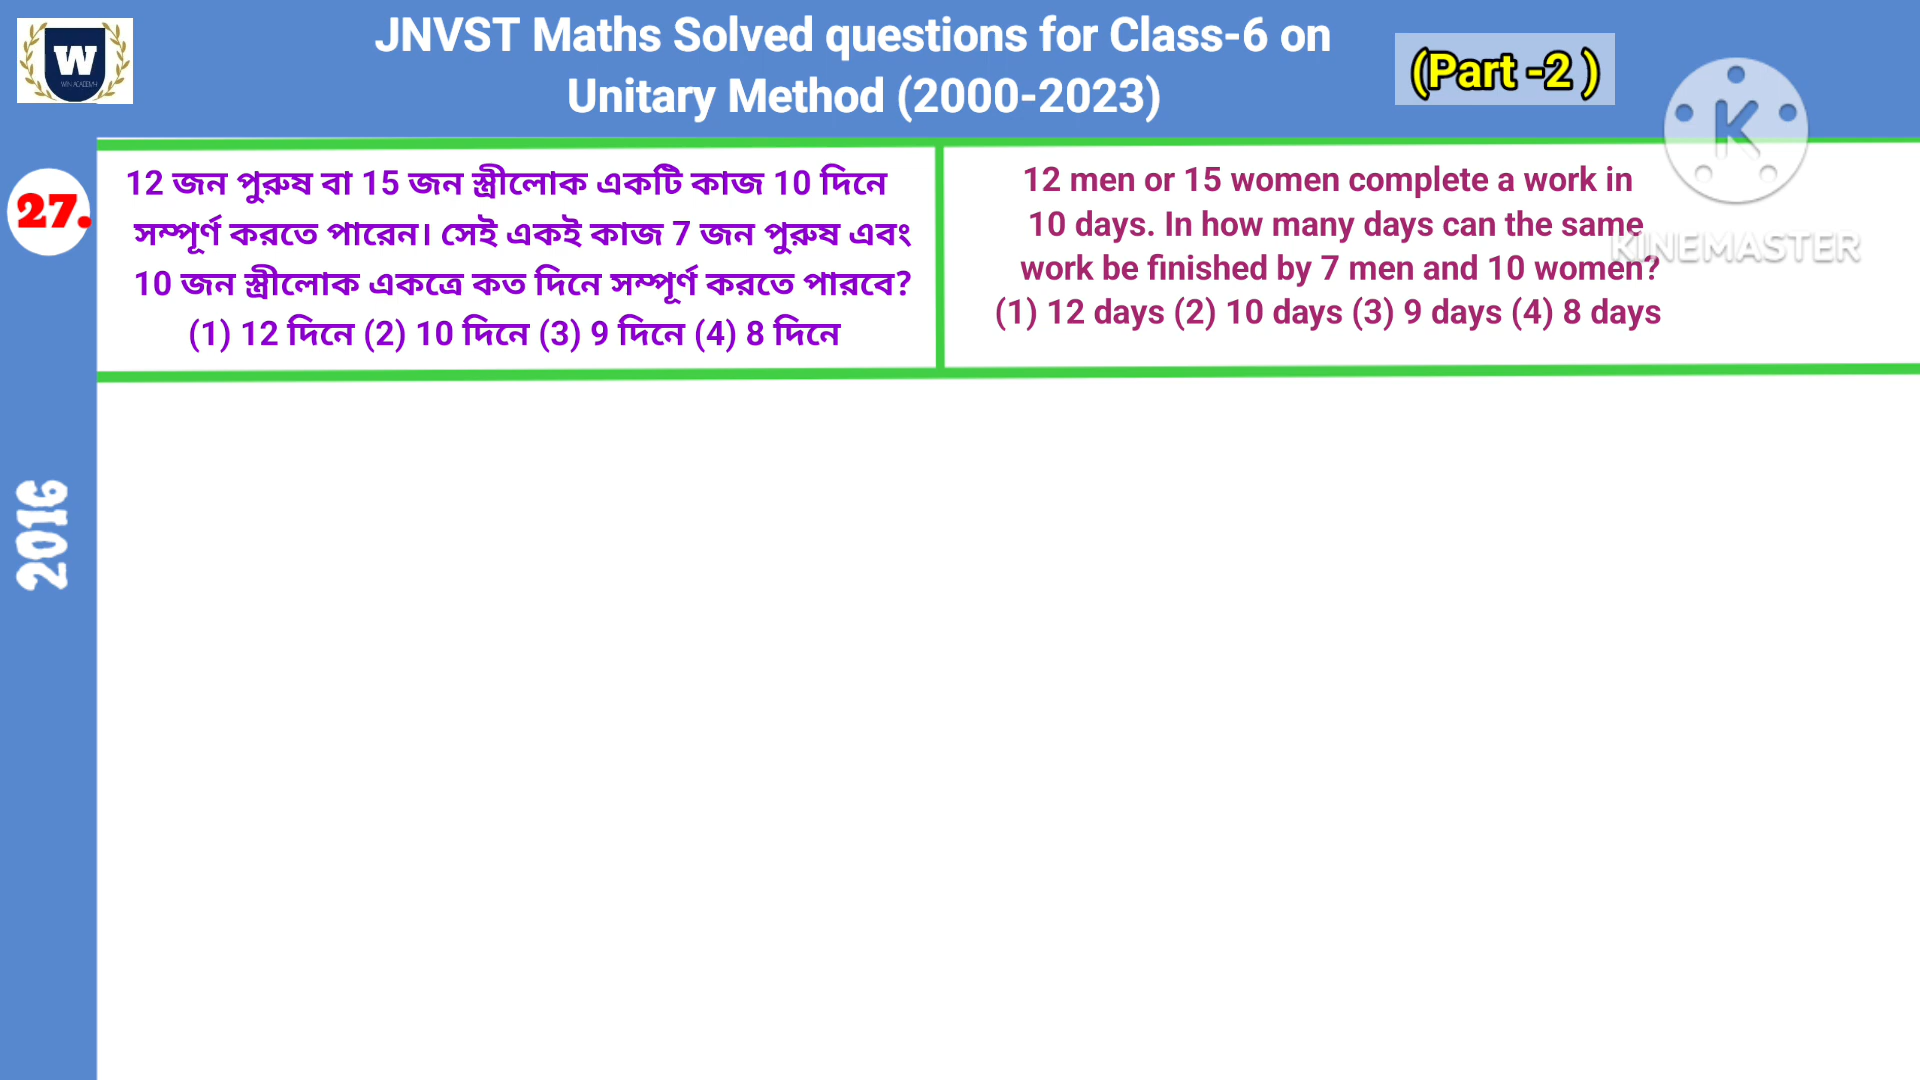 W
WIN ACADEMY
JNVST Maths Solved questions for Class-6 on
Unitary Method (2000-2023)
(Part -2 )
K
KINEMASTER
27.
12 জন পুরুষ বা 15 জন স্ত্রীলোক একটি কাজ 10 দিনে
সম্পূর্ণ করতে পারেন। সেই একই কাজ 7 জন পুরুষ এবং
10 জন স্ত্রীলোক একত্রে কত দিনে সম্পূর্ণ করতে পারবে?
(1) 12 দিনে (2) 10 দিনে (3) 9 দিনে (4) 8 দিনে
12 men or 15 women complete a work in
10 days. In how many days can the same
work be finished by 7 men and 10 women?
(1) 12 days (2) 10 days (3) 9 days (4) 8 days
2016